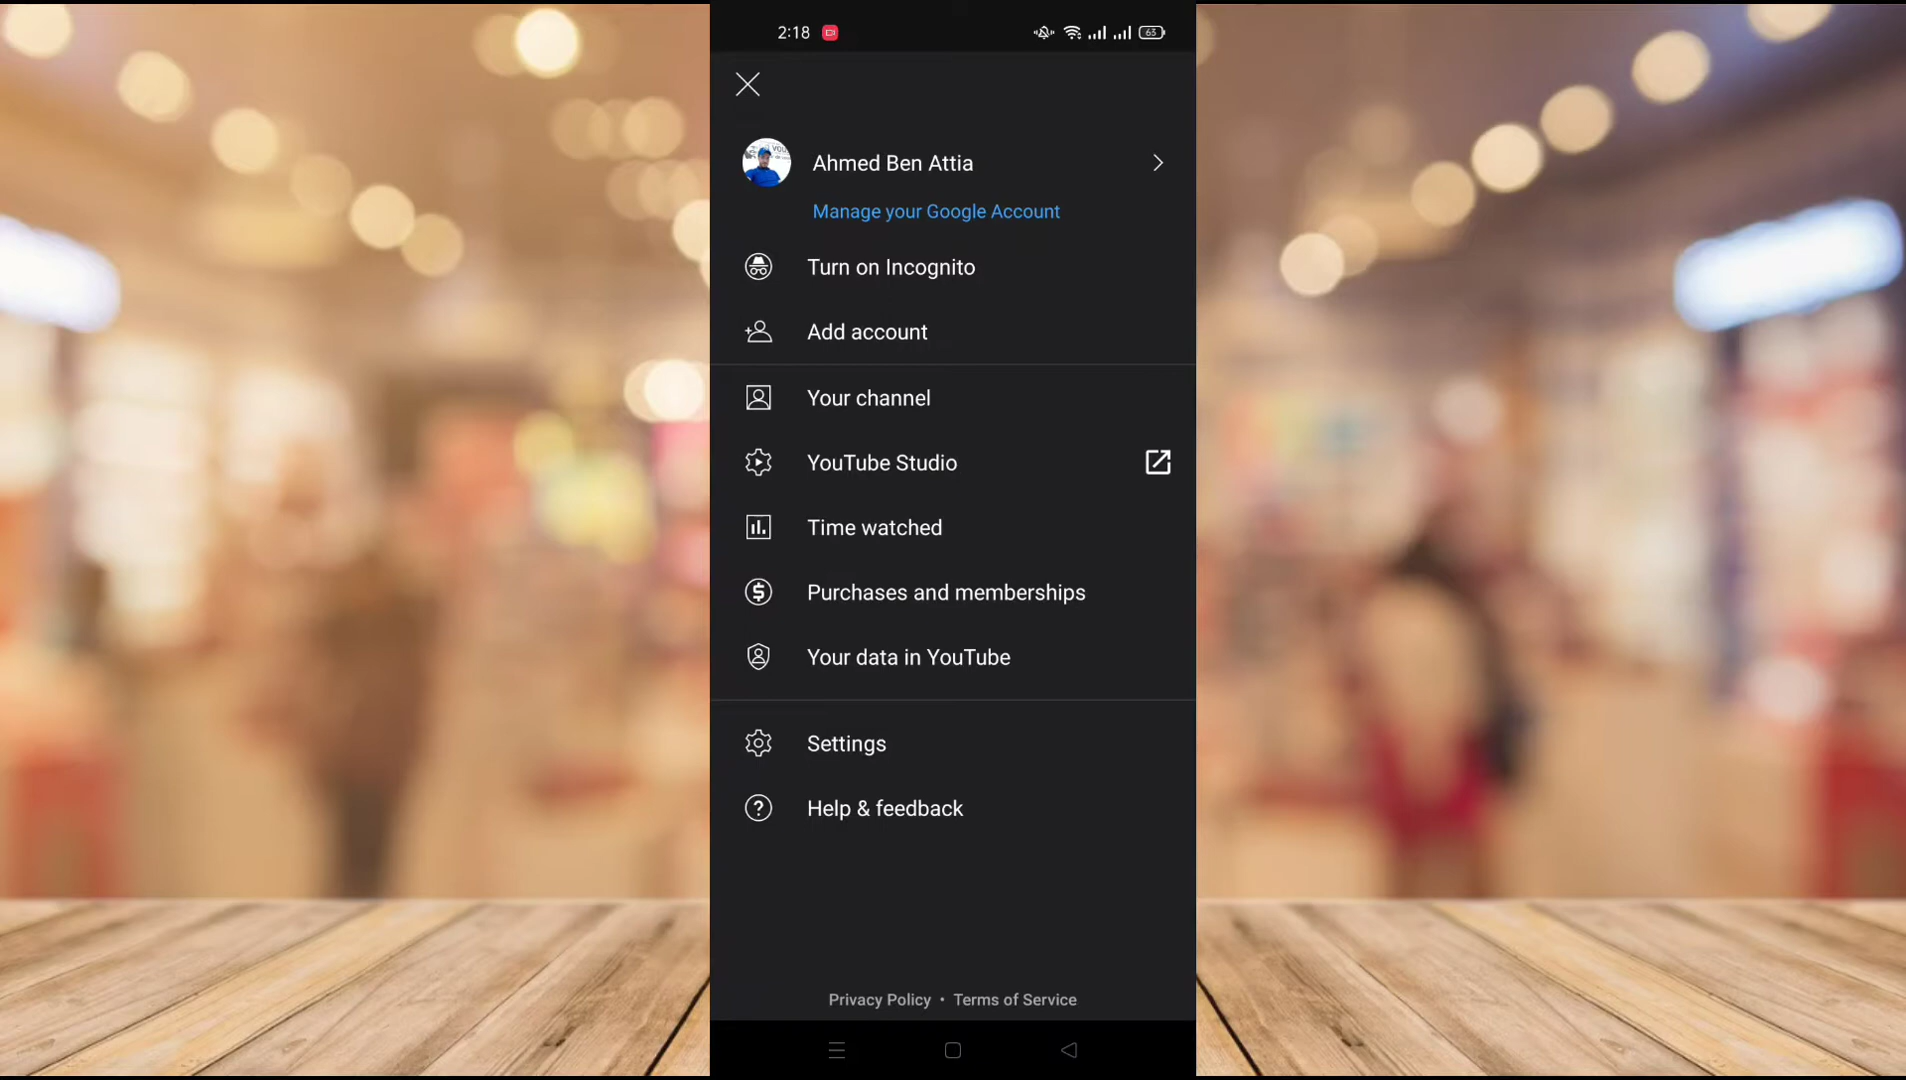 2:18
63
Ahmed Ben Attia
Manage your Google Account
Turn on Incognito
Add account
Your channel
YouTube Studio
Time watched
Purchases and memberships
Your data in YouTube
Settings
Help & feedback
Privacy Policy • Terms of Service